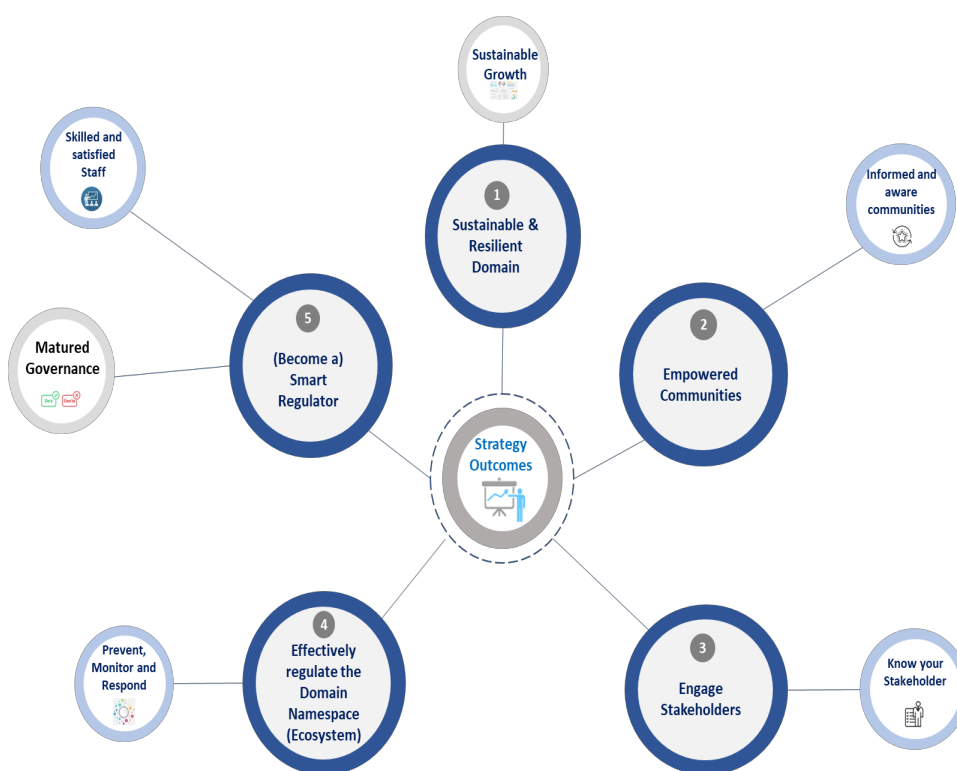 Sustainable
Growth
1
Sustainable &
Resilient
Domain
Informed and
aware
communities
2
Empowered
Communities
Know your
Stakeholder
3
Engage
Stakeholders
Prevent,
Monitor and
Respond
4
Effectively
regulate the
Domain
Namespace
(Ecosystem)
Skilled and
satisfied
Staff
Matured
Governance
5
(Become a)
Smart
Regulator
Strategy
Outcomes